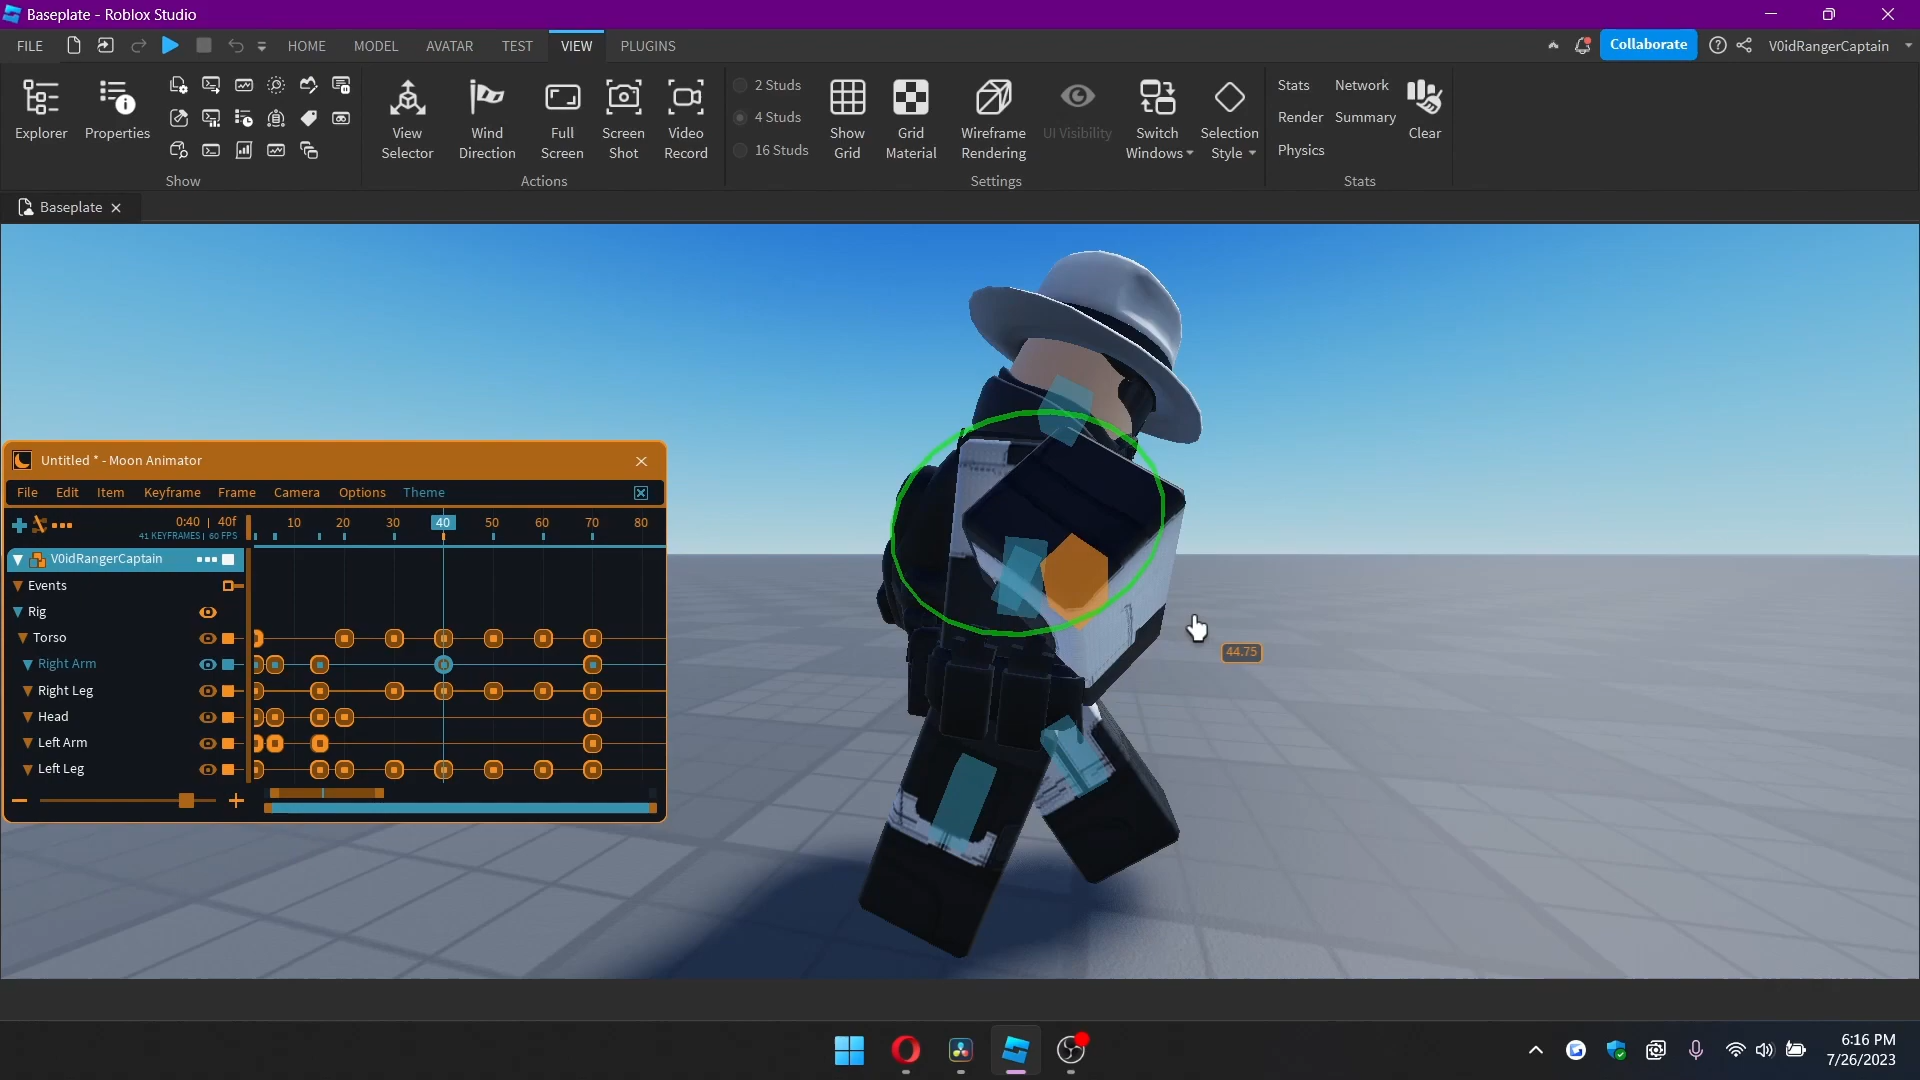 Baseplate - Roblox Studio
FILE HOME MODEL AVATAR TEST VIEW PLUGINS Collaborate V0idRangerCaptain
Explorer
Properties
Show
View
Selector
Wind
Direction
Full
Screen
Screen
Shot
Video
Record
Actions
2 Studs
4 Studs
16 Studs
Show
Grid
Grid
Material
Wireframe
Rendering
UI Visibility
Switch
Windows
Selection
Style
Settings
Stats Network
Render Summary
Physics
Clear
Stats
Baseplate
Untitled * - Moon Animator
File Edit Item Keyframe Frame Camera Options Theme
0:40 | 40f
41 KEYFRAMES | 60 FPS
10 20 30 40 50 60 70 80
V0idRangerCaptain
Events
Rig
Torso
Right Arm
Right Leg
Head
Left Arm
Left Leg
44.75
6:16 PM
7/26/2023